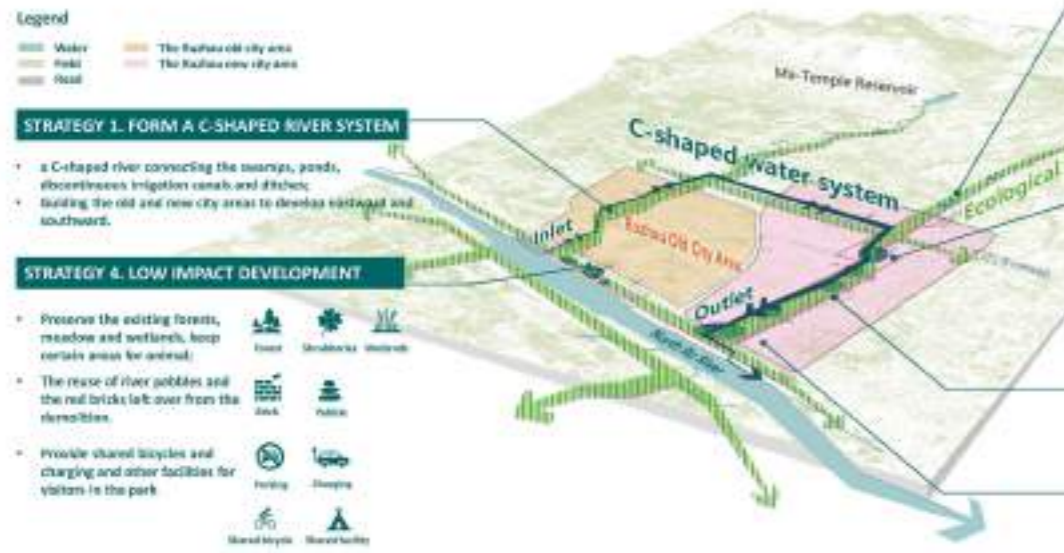 Legend
Water
Field
Road
The Ruzhou old city area
The Ruzhou new city area
STRATEGY 1. FORM A C-SHAPED RIVER SYSTEM
• a C-shaped river connecting the swamps, ponds,
discontinuous irrigation canals and ditches;
• Guiding the old and new city areas to develop eastward and
southward.
STRATEGY 4. LOW IMPACT DEVELOPMENT
• Preserve the existing forests,
meadow and wetlands, keep
certain areas for animal;
Forest
Shrubberies
Wetlands
• The reuse of river pebbles and
the red bricks left over from the
demolition.
Brick
Pebble
• Provide shared bicycles and
charging and other facilities for
visitors in the park
Parking
Charging
Shared bicycle
Shared facility
Ma-Temple Reservoir
C-shaped water system
Ecological
Inlet
Ruzhou Old City Area
Outlet
North Ru River